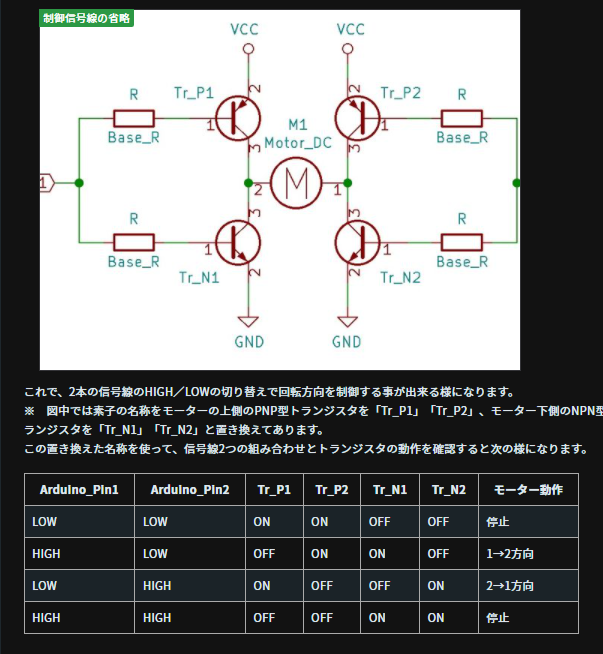 制御信号線の省略
VCC VCC
R Tr_P1 2 2 Tr_P2 R
1 1
Base_R M1 Base_R
3 Motor_DC 3
1 2 M 1
R 3 3 R
1 1
Base_R Tr_N1 2 2 Tr_N2 Base_R
GND GND
これで、2本の信号線のHIGH／LOWの切り替えで回転方向を制御する事が出来る様になります。
※　図中では素子の名称をモーターの上側のPNP型トランジスタを「Tr_P1」「Tr_P2」、モーター下側のNPN型
ランジスタを「Tr_N1」「Tr_N2」と置き換えてあります。
この置き換えた名称を使って、信号線2つの組み合わせとトランジスタの動作を確認すると次の様になります。
Arduino_Pin1 Arduino_Pin2 Tr_P1 Tr_P2 Tr_N1 Tr_N2 モーター動作
LOW LOW ON ON OFF OFF 停止
HIGH LOW OFF ON ON OFF 1→2方向
LOW HIGH ON OFF OFF ON 2→1方向
HIGH HIGH OFF OFF ON ON 停止